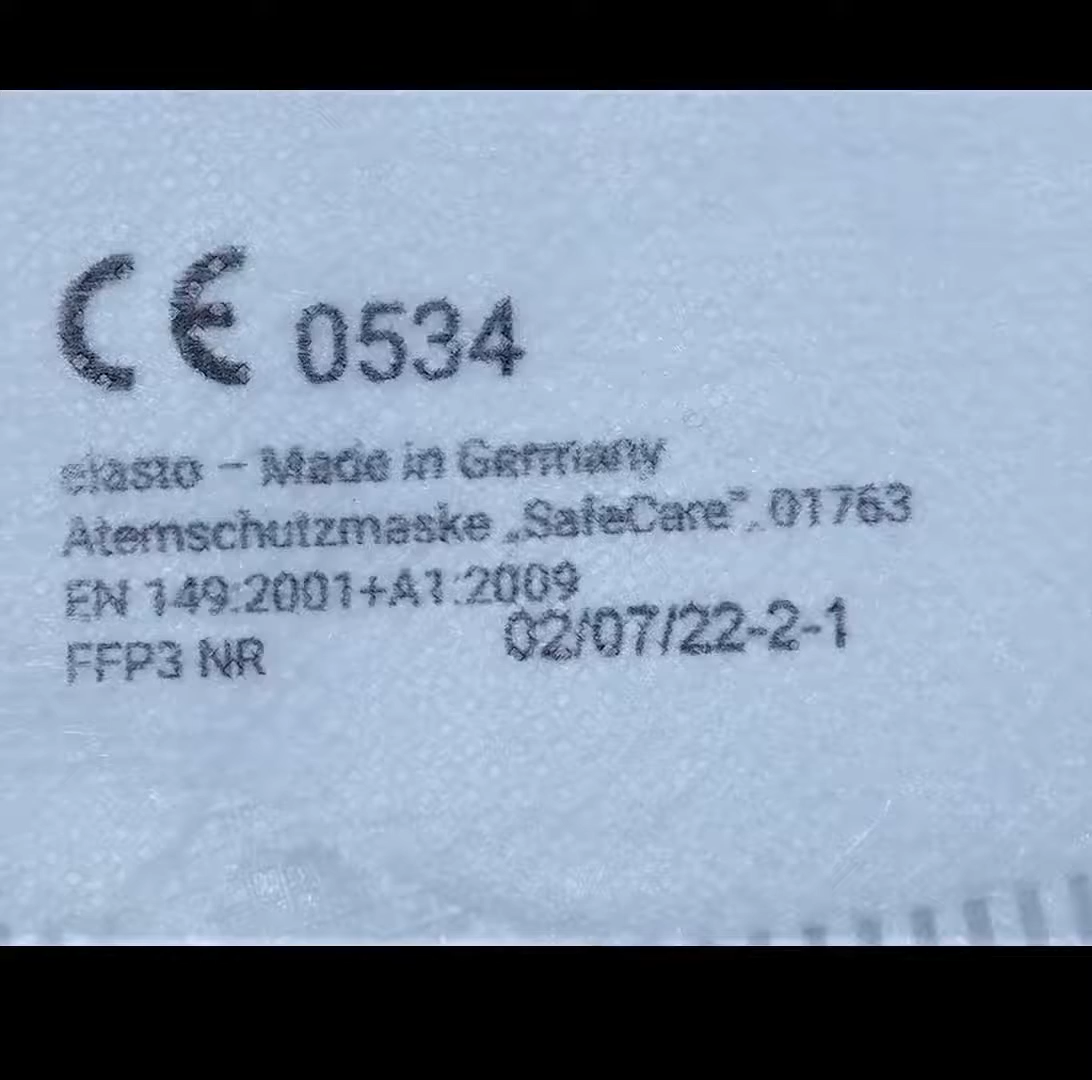 CE 0534
elasto – Made in Germany
Atemschutzmaske „SafeCare“, 01763
EN 149:2001+A1:2009
FFP3 NR
02/07/22-2-1